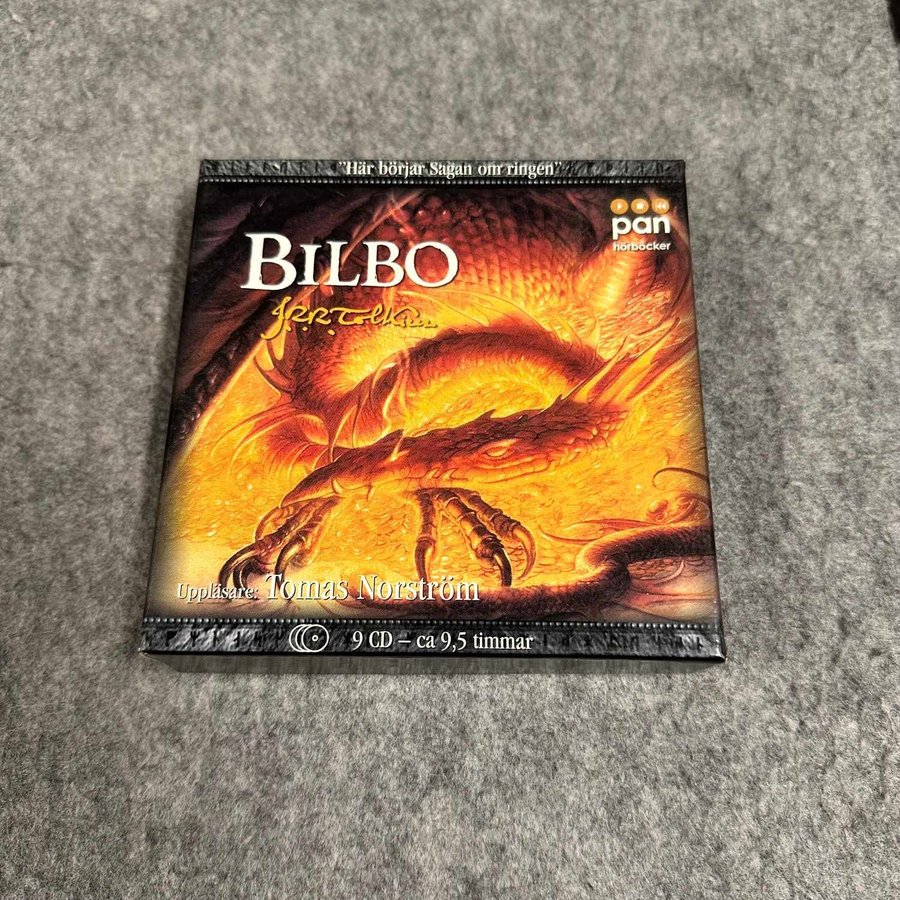 ”Här börjar Sagan om ringen”
pan
hörböcker
BILBO
J.R.R. Tolkien
Uppläsare: Tomas Norström
9 CD – ca 9,5 timmar